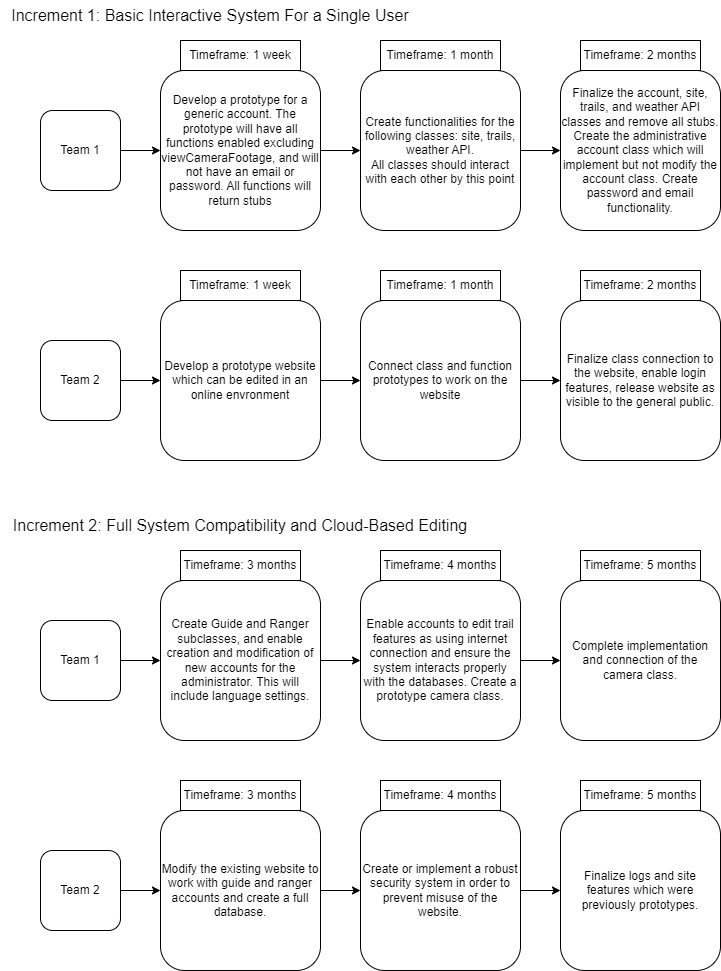 Increment 1: Basic Interactive System For a Single User
Timeframe: 1 week
Timeframe: 1 month
Timeframe: 2 months
Team 1
Develop a prototype for a
generic account. The
prototype will have all
functions enabled excluding
viewCameraFootage, and will
not have an email or
password. All functions will
return stubs
Create functionalities for the
following classes: site, trails,
weather API.
All classes should interact
with each other by this point
Finalize the account, site,
trails, and weather API
classes and remove all stubs.
Create the administrative
account class which will
implement but not modify the
account class. Create
password and email
functionality.
Timeframe: 1 week
Timeframe: 1 month
Timeframe: 2 months
Team 2
Develop a prototype website
which can be edited in an
online envronment
Connect class and function
prototypes to work on the
website
Finalize class connection to
the website, enable login
features, release website as
visible to the general public.
Increment 2: Full System Compatibility and Cloud-Based Editing
Timeframe: 3 months
Timeframe: 4 months
Timeframe: 5 months
Team 1
Create Guide and Ranger
subclasses, and enable
creation and modification of
new accounts for the
administrator. This will
include language settings.
Enable accounts to edit trail
features as using internet
connection and ensure the
system interacts properly
with the databases. Create a
prototype camera class.
Complete implementation
and connection of the
camera class.
Timeframe: 3 months
Timeframe: 4 months
Timeframe: 5 months
Team 2
Modify the existing website to
work with guide and ranger
accounts and create a full
database.
Create or implement a robust
security system in order to
prevent misuse of the
website.
Finalize logs and site
features which were
previously prototypes.